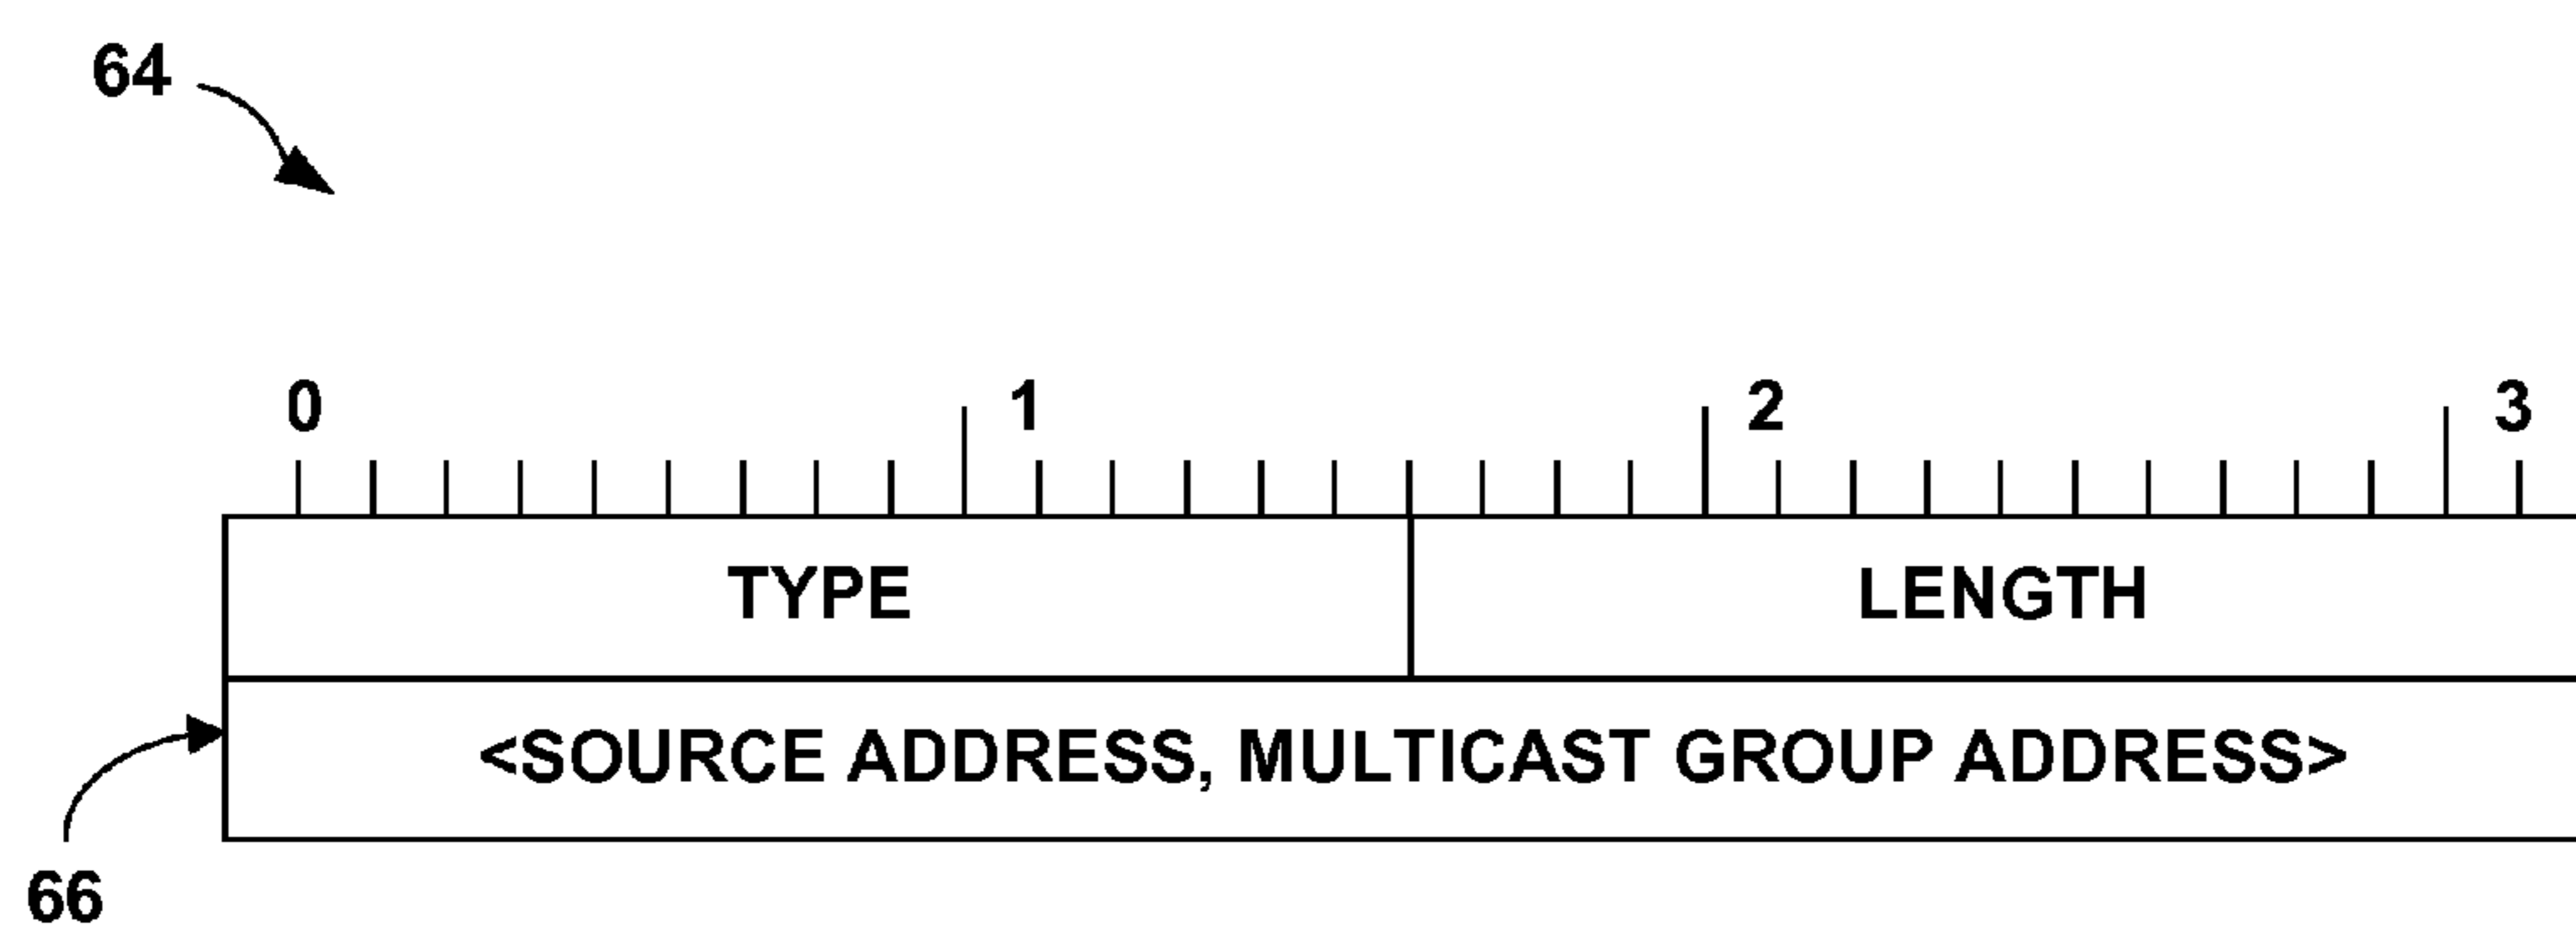 64
0 1 2 3
TYPE LENGTH
<SOURCE ADDRESS, MULTICAST GROUP ADDRESS>
66